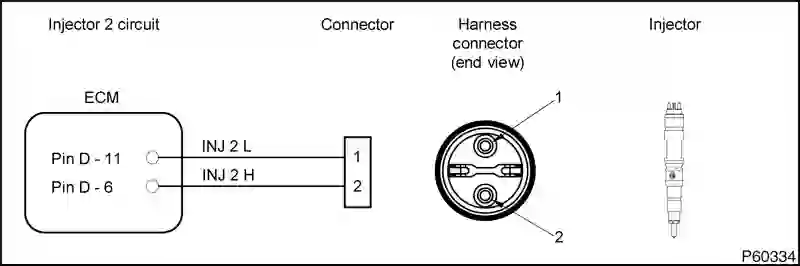 Injector 2 circuit
Connector
Harness
connector
(end view)
Injector
ECM
Pin D - 11
INJ 2 L
1
Pin D - 6
INJ 2 H
2
1
2
P60334